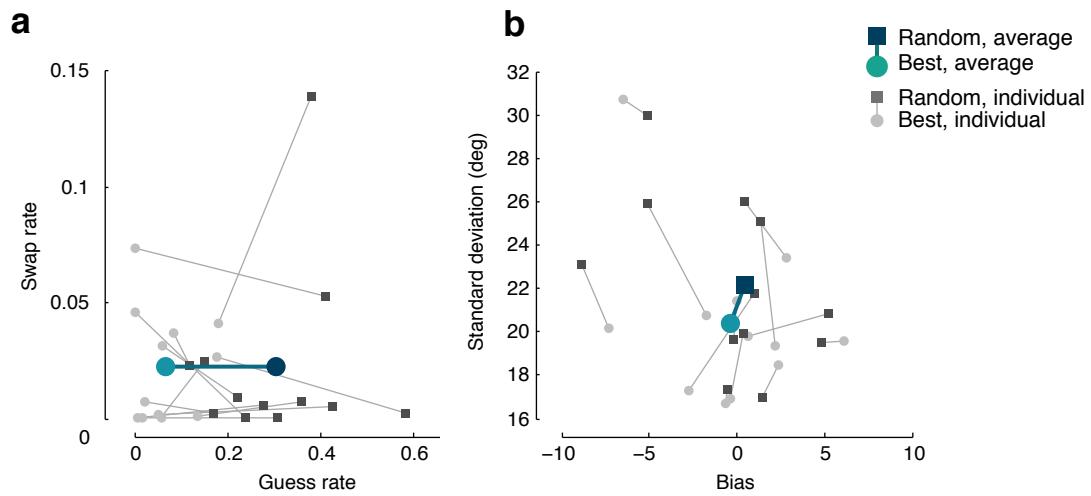 a
0.15
0.1
0.05
0
0
0.2
0.4
0.6
Swap rate
Guess rate
b
32
30
28
26
24
22
20
18
16
−10
−5
0
5
10
Standard deviation (deg)
Bias
Random, average
Best, average
Random, individual
Best, individual